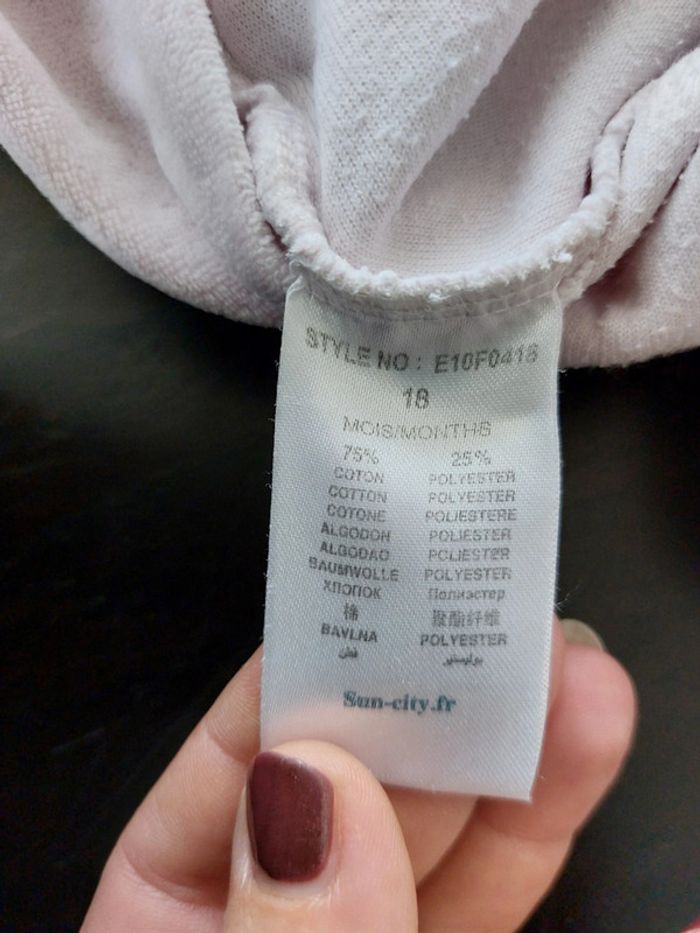 STYLE NO : E10F0418
18
MOIS/MONTHS
75% 25%
COTON POLYESTER
COTTON POLYESTER
COTONE POLIESTERE
ALGODON POLIESTER
ALGODAO POLIESTER
BAUMWOLLE POLYESTER
ХЛОПОК Полиэстер
棉 聚酯纤维
BAVLNA POLYESTER
قطن بوليستر
Sun-city.fr